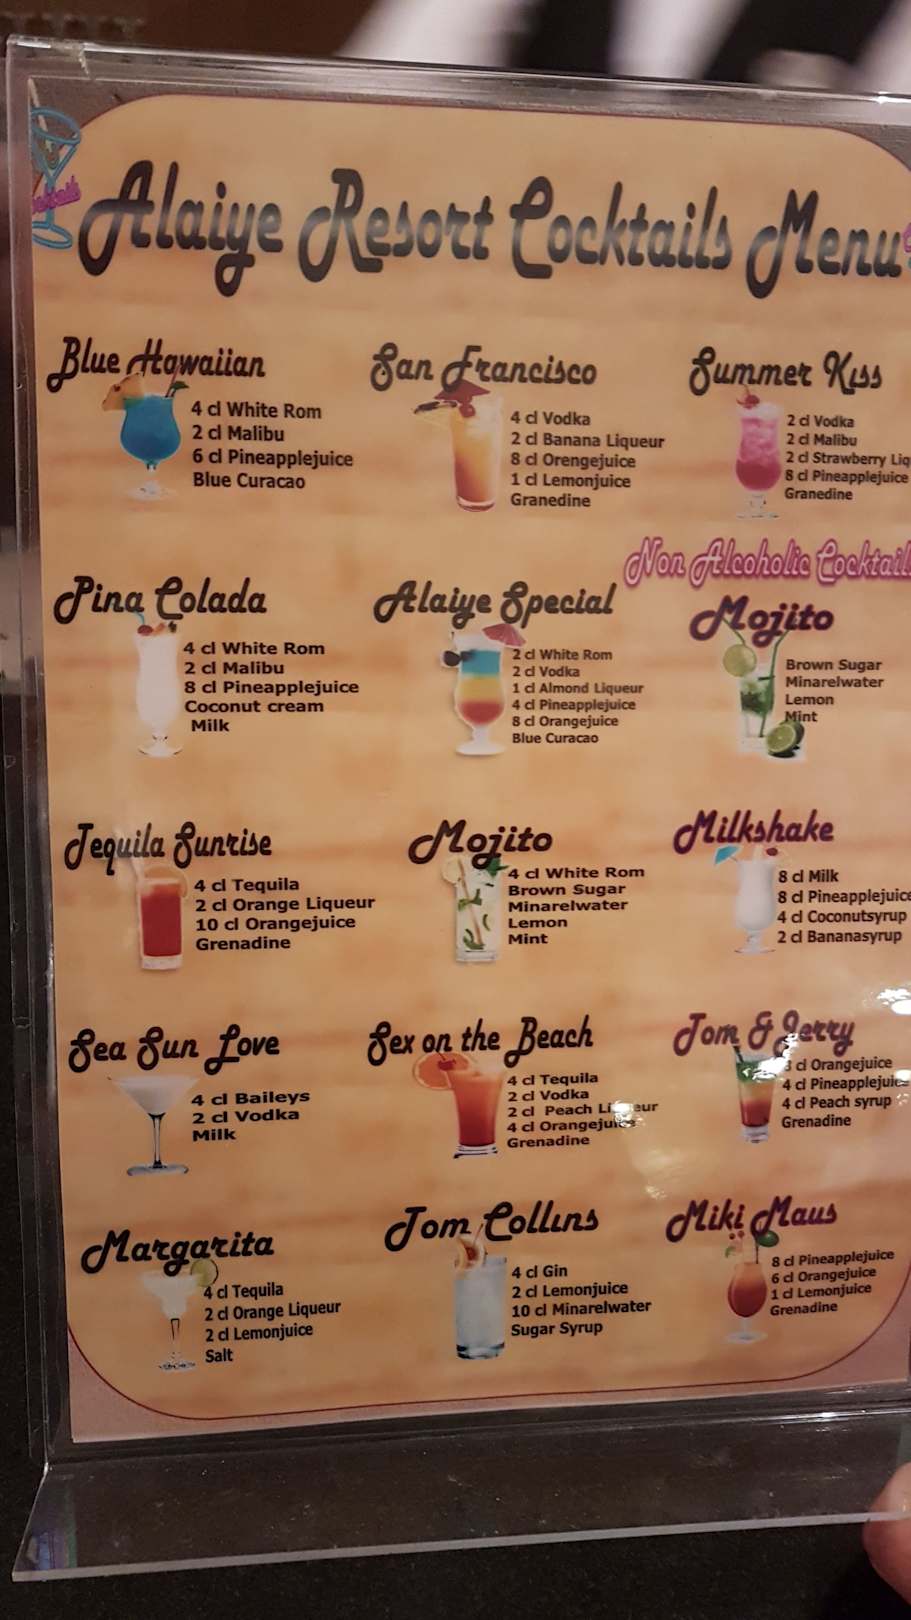 Alaiye Resort Cocktails Menu
Blue Hawaiian
4 cl White Rom
2 cl Malibu
6 cl Pineapplejuice
Blue Curacao
San Francisco
4 cl Vodka
2 cl Banana Liqueur
8 cl Orengejuice
1 cl Lemonjuice
Granedine
Summer Kiss
2 cl Vodka
2 cl Malibu
2 cl Strawberry Liq
8 cl Pineapplejuice
Granedine
Pina Colada
4 cl White Rom
2 cl Malibu
8 cl Pineapplejuice
Coconut cream
Milk
Alaiye Special
2 cl White Rom
2 cl Vodka
1 cl Almond Liqueur
4 cl Pineapplejuice
8 cl Orangejuice
Blue Curacao
Non Alcoholic Cocktail
Mojito
Brown Sugar
Minarelwater
Lemon
Mint
Tequila Sunrise
4 cl Tequila
2 cl Orange Liqueur
10 cl Orangejuice
Grenadine
Mojito
4 cl White Rom
Brown Sugar
Minarelwater
Lemon
Mint
Milkshake
8 cl Milk
8 cl Pineapplejuice
4 cl Coconutsyrup
2 cl Bananasyrup
Sea Sun Love
4 cl Baileys
2 cl Vodka
Milk
Sex on the Beach
4 cl Tequila
2 cl Vodka
2 cl Peach
4 cl Orangejuice
Grenadine
Tom & Jerry
cl Orangejuice
4 cl Pineapplejuice
4 cl Peach syrup
Grenadine
Margarita
4 cl Tequila
2 cl Orange Liqueur
2 cl Lemonjuice
Salt
Tom Collins
4 cl Gin
2 cl Lemonjuice
10 cl Minarelwater
Sugar Syrup
Miki Maus
8 cl Pineapplejuice
6 cl Orangejuice
1 cl Lemonjuice
Grenadine